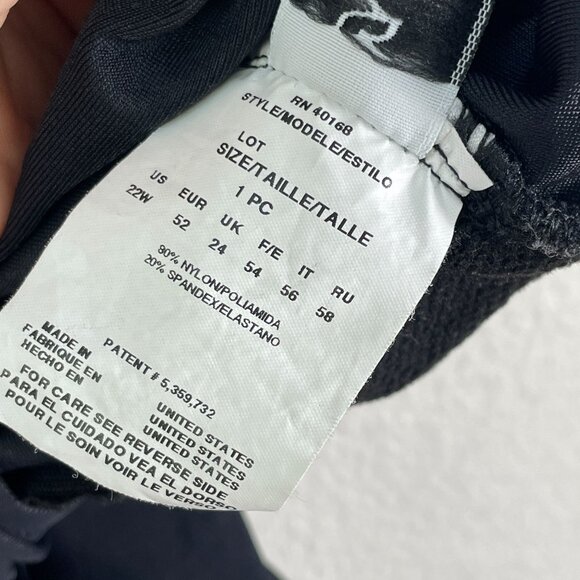 RN 40168
STYLE/MODELE/ESTILO
LOT
SIZE/TAILLE/TALLE
1 PC
US EUR UK F/E IT RU
22W 52 24 54 56 58
80% NYLON/POLIAMIDA
20% SPANDEX/ELASTANO
PATENT # 5,359,732
MADE IN UNITED STATES
FABRIQUE EN UNITED STATES
HECHO EN UNITED STATES
FOR CARE SEE REVERSE SIDE
PARA EL CUIDADO VEA EL DORSO
POUR LE SOIN VOIR LE VERSO